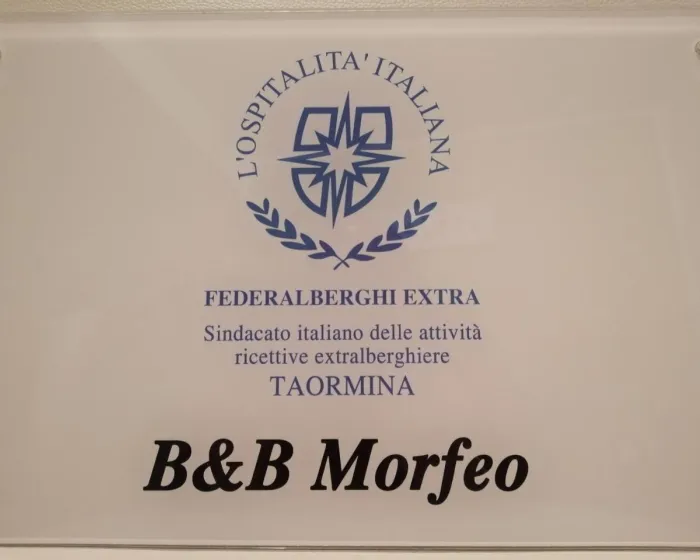 L'OSPITALITA' ITALIANA
FEDERALBERGHI EXTRA
Sindacato italiano delle attività
ricettive extralberghiere
TAORMINA
B&B Morfeo